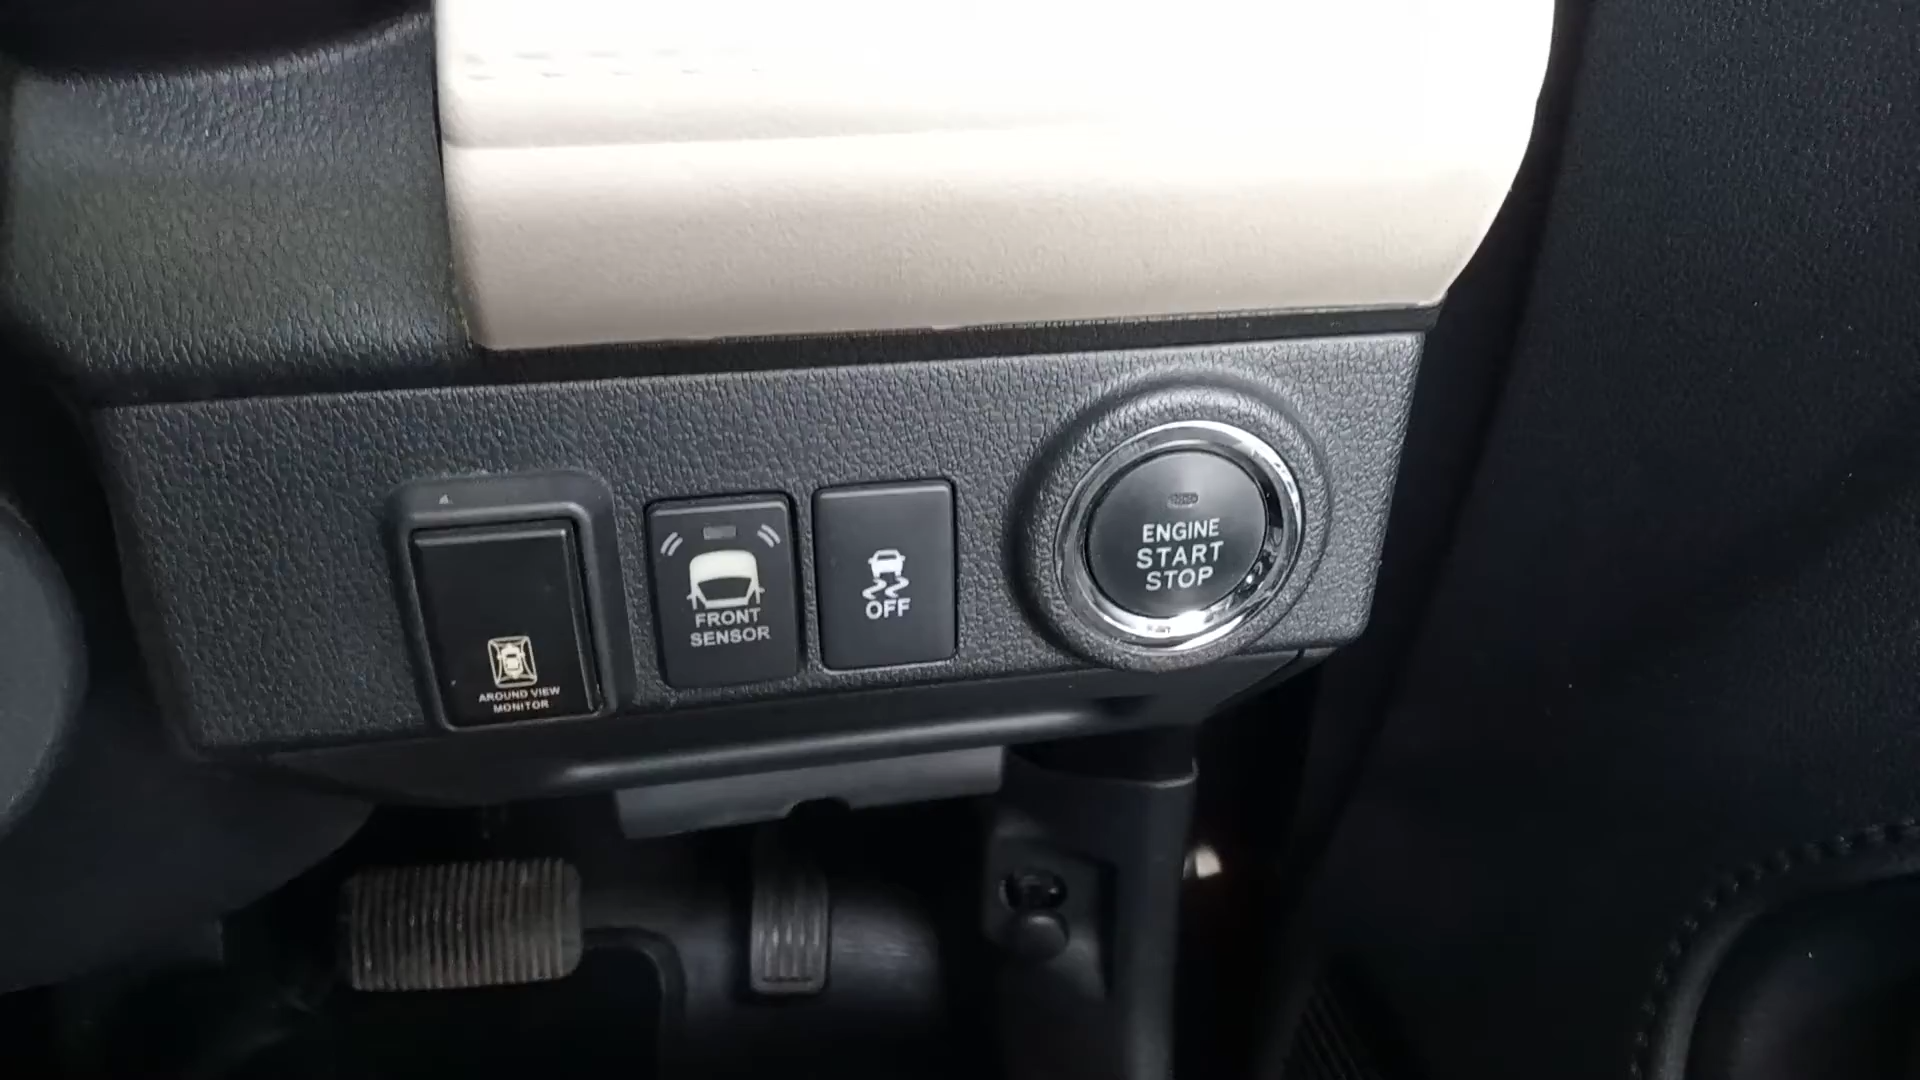 AROUND VIEW
MONITOR
FRONT
SENSOR
OFF
ENGINE
START
STOP